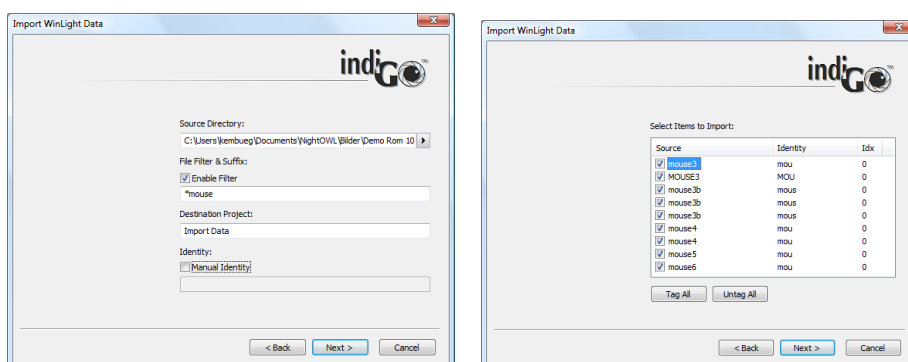 Import WinLight Data
indiGo™
Source Directory:
C:\Users\kembueg\Documents\NightOWL\Bilder\Demo Rom 10
File Filter & Suffix:
Enable Filter
*mouse
Destination Project:
Import Data
Identity:
Manual Identity
< Back Next > Cancel
Import WinLight Data
indiGo™
Select Items to Import:
Source Identity Idx
mouse3 mou 0
MOUSE3 MOU 0
mouse3b mous 0
mouse3b mous 0
mouse3b mous 0
mouse4 mou 0
mouse4 mou 0
mouse5 mou 0
mouse6 mou 0
Tag All Untag All
< Back Next > Cancel